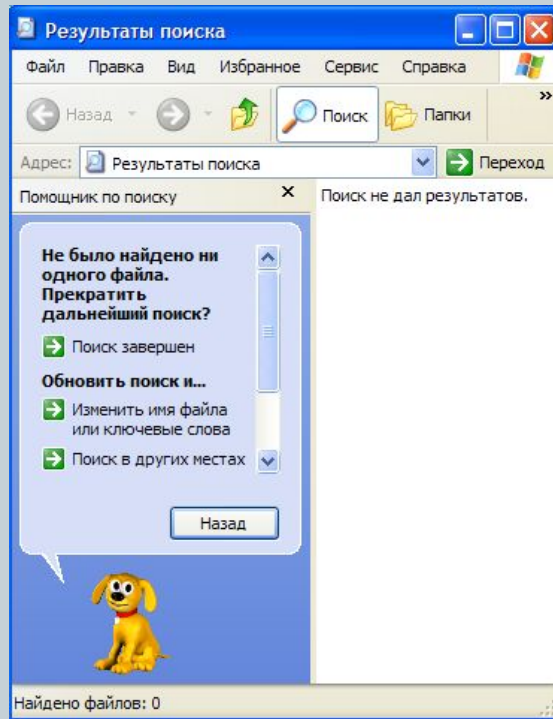 Результаты поиска
Файл Правка Вид Избранное Сервис Справка
Назад Поиск Папки »
Адрес: Результаты поиска Переход
Помощник по поиску
Поиск не дал результатов.
Не было найдено ни
одного файла.
Прекратить
дальнейший поиск?
Поиск завершен
Обновить поиск и...
Изменить имя файла
или ключевые слова
Поиск в других местах
Назад
Найдено файлов: 0